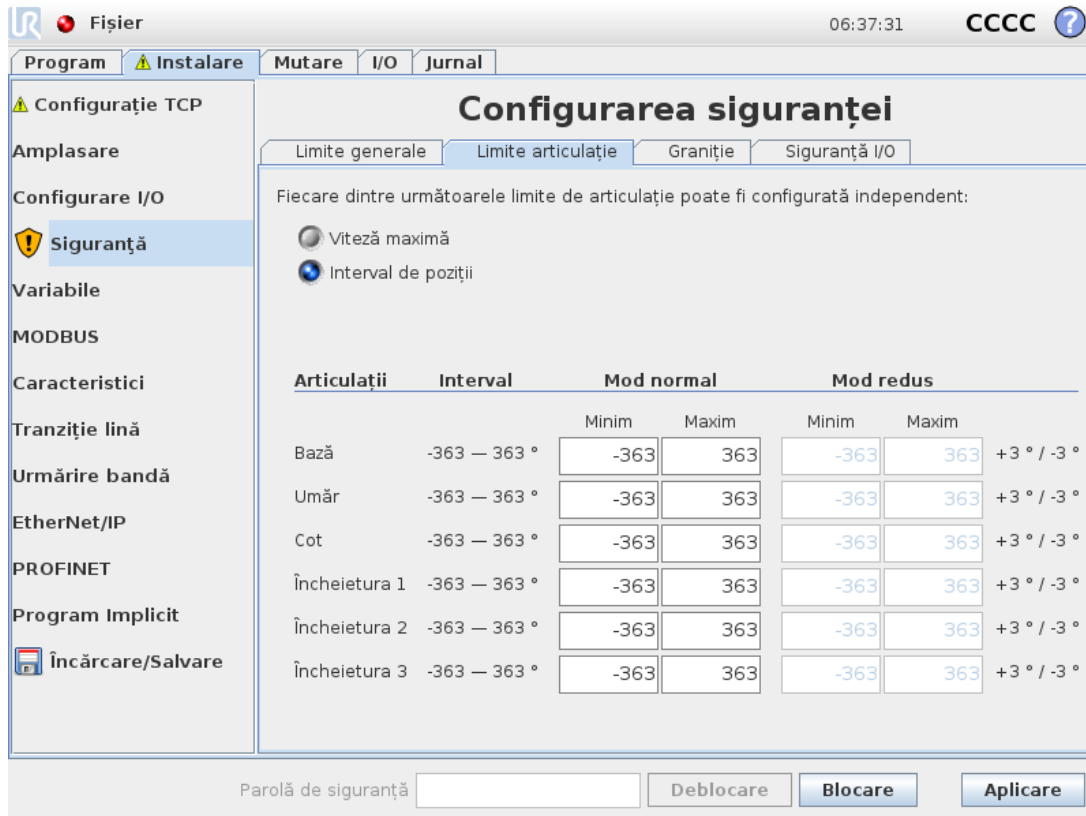 UR Fișier 06:37:31 CCCC ?
Program Instalare Mutare I/O Jurnal
Configurație TCP
Amplasare
Configurare I/O
Siguranță
Variabile
MODBUS
Caracteristici
Tranziție lină
Urmărire bandă
EtherNet/IP
PROFINET
Program Implicit
Încărcare/Salvare
Configurarea siguranței
Limite generale Limite articulație Graniție Siguranță I/O
Fiecare dintre următoarele limite de articulație poate fi configurată independent:
Viteză maximă
Interval de poziții
Articulații Interval Mod normal Mod redus
Minim Maxim Minim Maxim
Bază -363 — 363 ° -363 363 -363 363 +3 ° / -3 °
Umăr -363 — 363 ° -363 363 -363 363 +3 ° / -3 °
Cot -363 — 363 ° -363 363 -363 363 +3 ° / -3 °
Încheietura 1 -363 — 363 ° -363 363 -363 363 +3 ° / -3 °
Încheietura 2 -363 — 363 ° -363 363 -363 363 +3 ° / -3 °
Încheietura 3 -363 — 363 ° -363 363 -363 363 +3 ° / -3 °
Parolă de siguranță Deblocare Blocare Aplicare